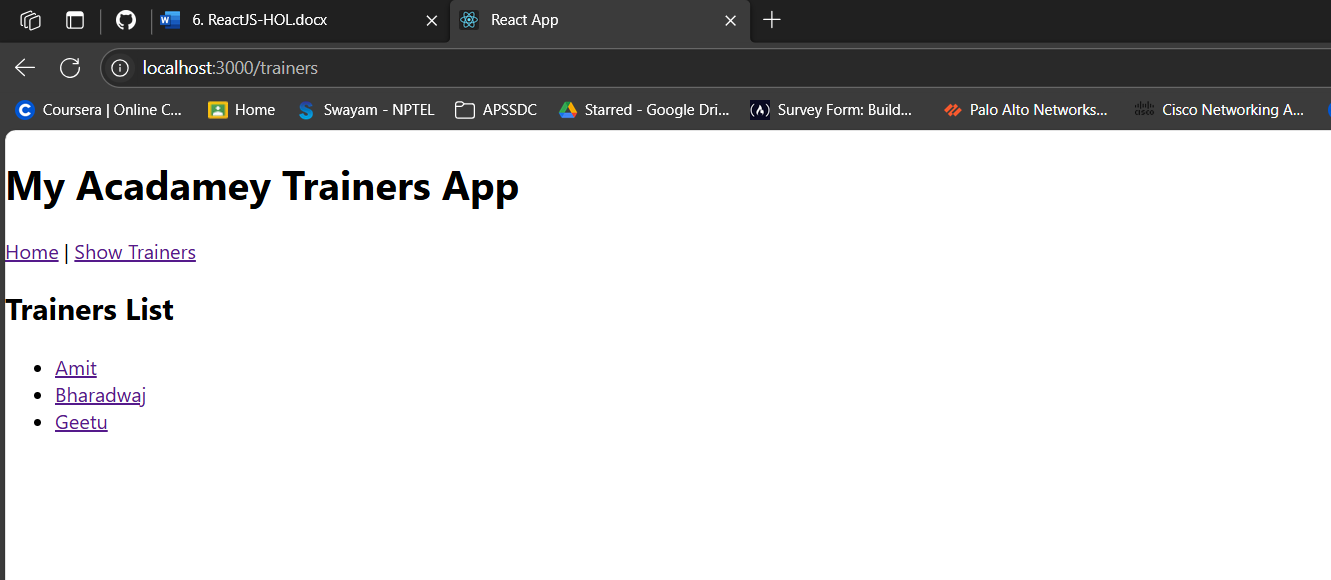 6. ReactJS-HOL.docx React App
localhost:3000/trainers
Coursera | Online C... Home Swayam - NPTEL APSSDC Starred - Google Dri... Survey Form: Build... Palo Alto Networks... Cisco Networking A...
My Acadamey Trainers App
Home | Show Trainers
Trainers List
Amit
Bharadwaj
Geetu